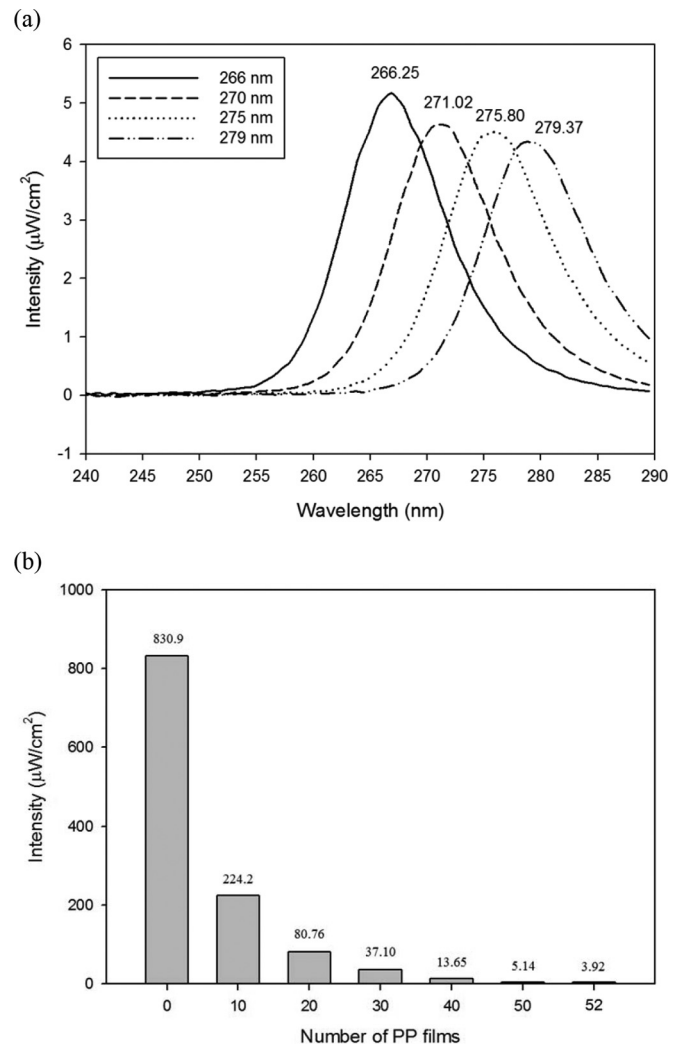 (a)
6
5
4
3
2
1
0
-1
Intensity (μW/cm²)
266 nm
270 nm
275 nm
279 nm
266.25
271.02
275.80
279.37
240 245 250 255 260 265 270 275 280 285 290
Wavelength (nm)
(b)
1000
800
600
400
200
0
Intensity (μW/cm²)
830.9
224.2
80.76
37.10
13.65
5.14
3.92
0 10 20 30 40 50 52
Number of PP films